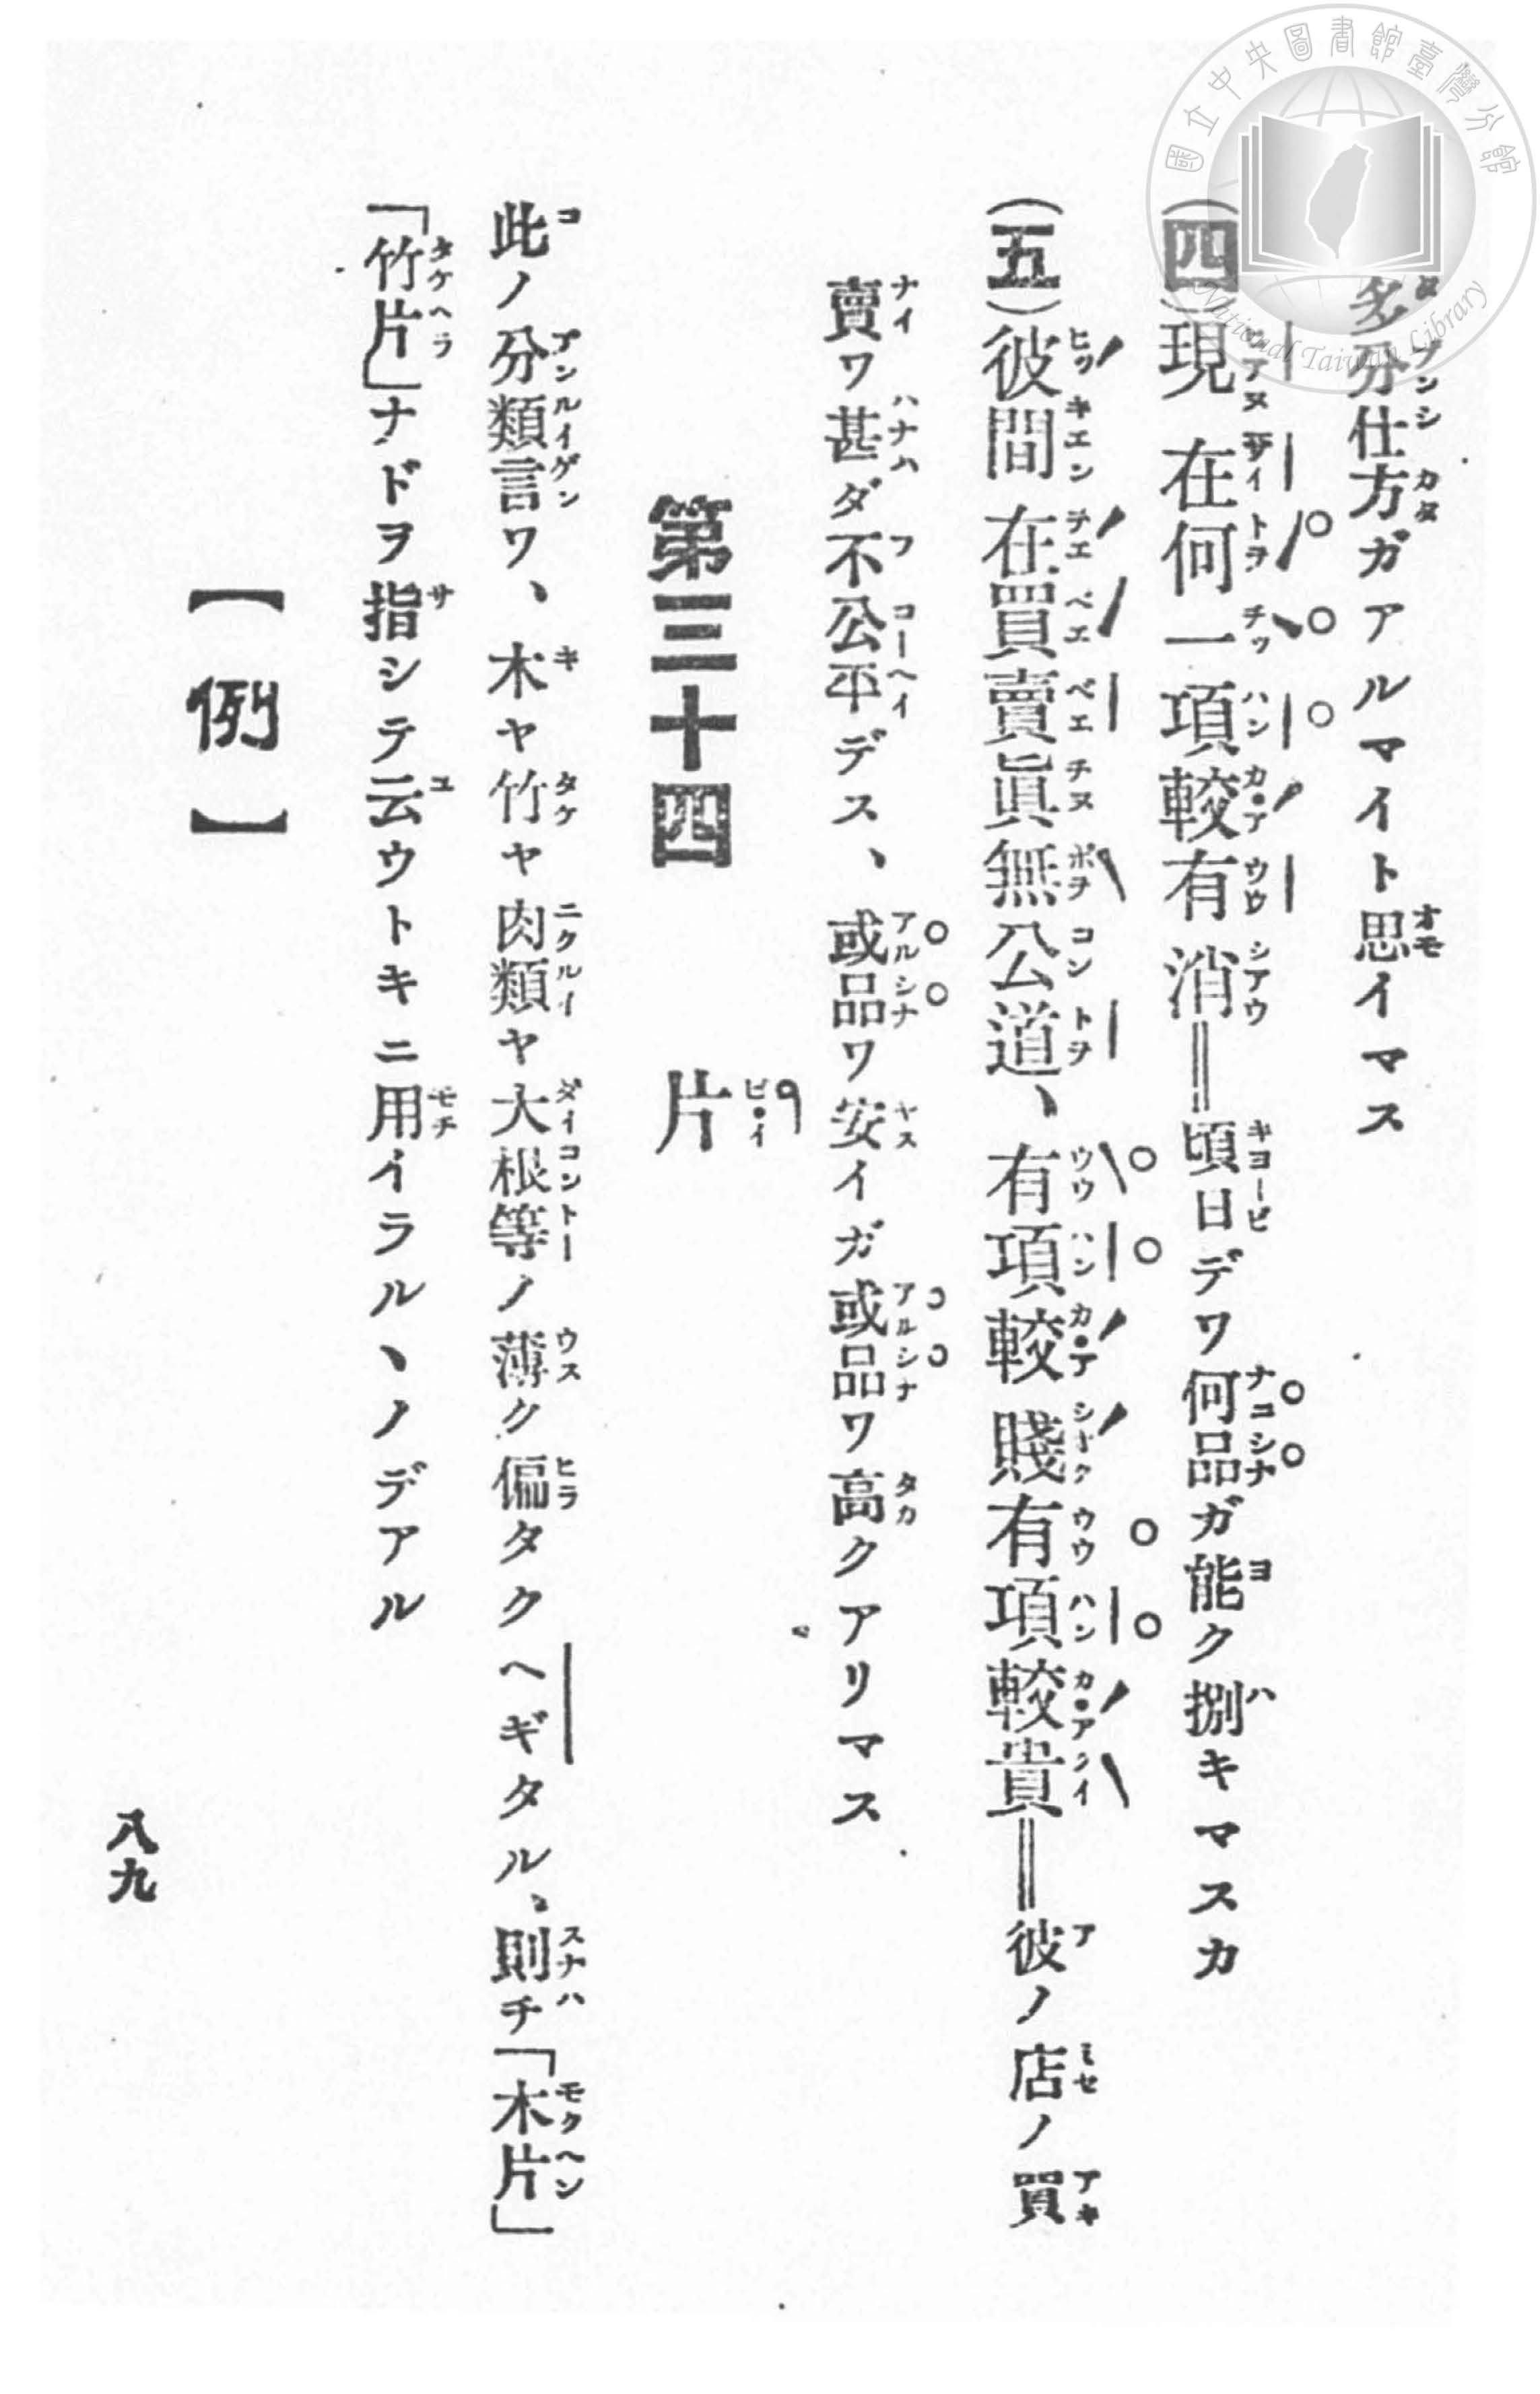 多分仕方ガアルマイト思イマス
(四)現在何一項較有消‖頃日デワ何品ガ能ク捌キマスカ
(五)彼間在買賣眞無公道、有項較賤有項較貴‖彼ノ店ノ買
賣ワ甚ダ不公平デス、或品ワ安イガ或品ワ高クアリマス
第三十四 片
此ノ分類言ワ、木ヤ竹ヤ肉類ヤ大根等ノ薄ク偏タクヘギタル、則チ「木片」
「竹片」ナドヲ指シテ云ウトキニ用イラルヽノデアル
【例】
八九
國立中央圖書館臺灣分館
National Taiwan Library